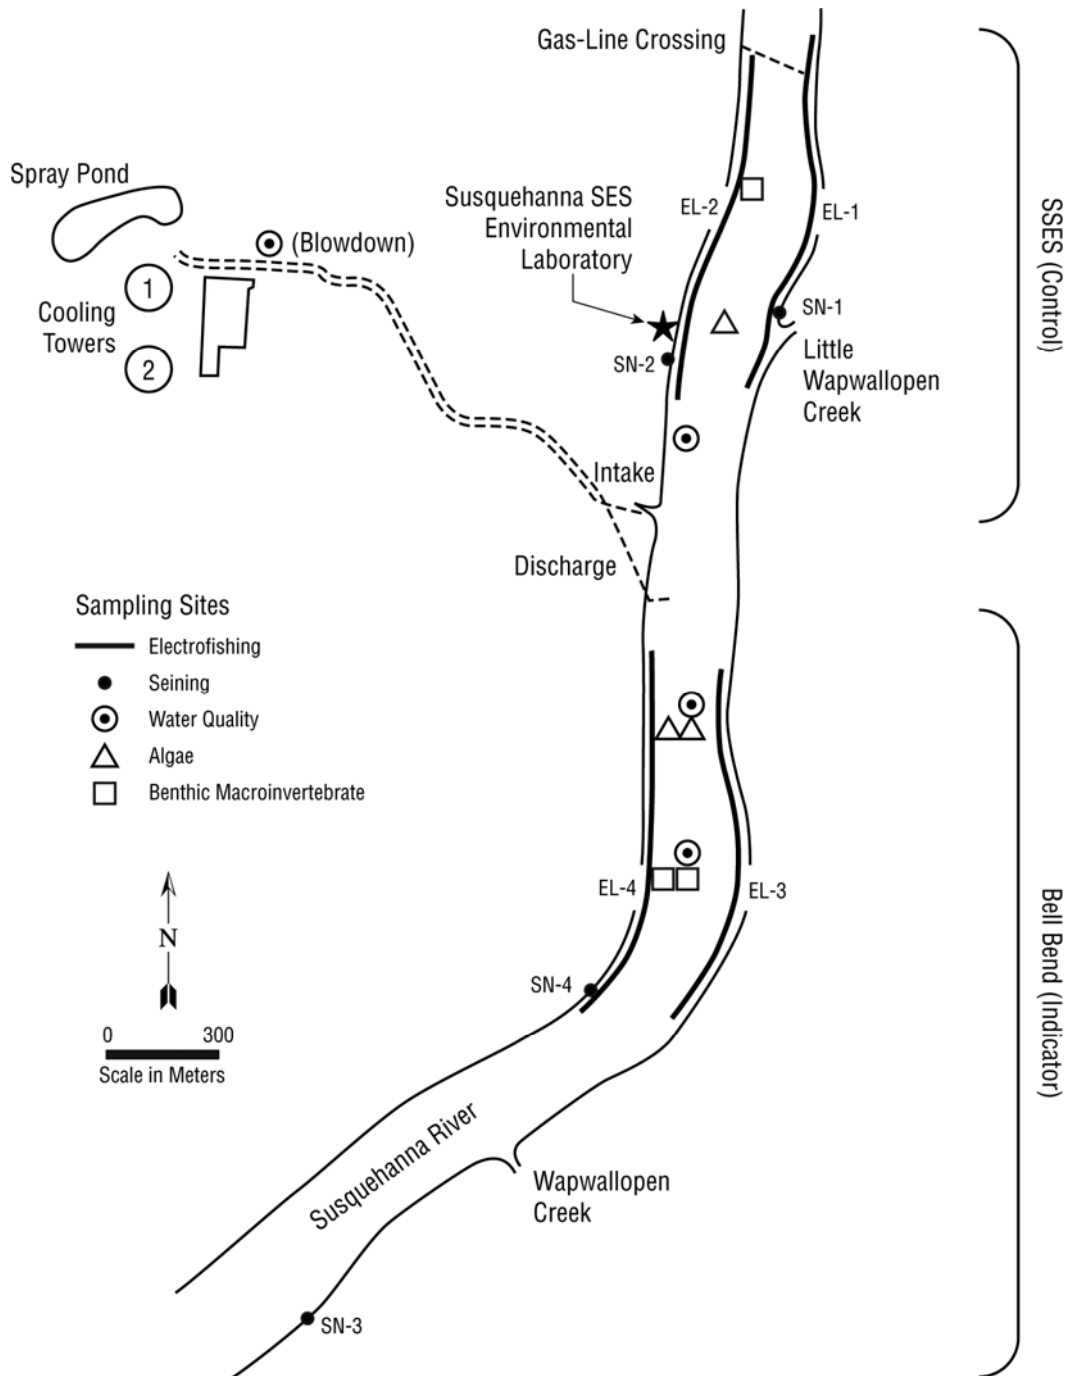 Gas-Line Crossing
Spray Pond
Susquehanna SES
Environmental
Laboratory
EL-2
EL-1
(Blowdown)
1
Cooling
Towers
2
SN-1
SN-2
Little
Wapwallopen
Creek
SSES (Control)
Intake
Discharge
Sampling Sites
Electrofishing
Seining
Water Quality
Algae
Benthic Macroinvertebrate
EL-4
EL-3
N
SN-4
0 300
Scale in Meters
Bell Bend (Indicator)
Susquehanna River
Wapwallopen
Creek
SN-3